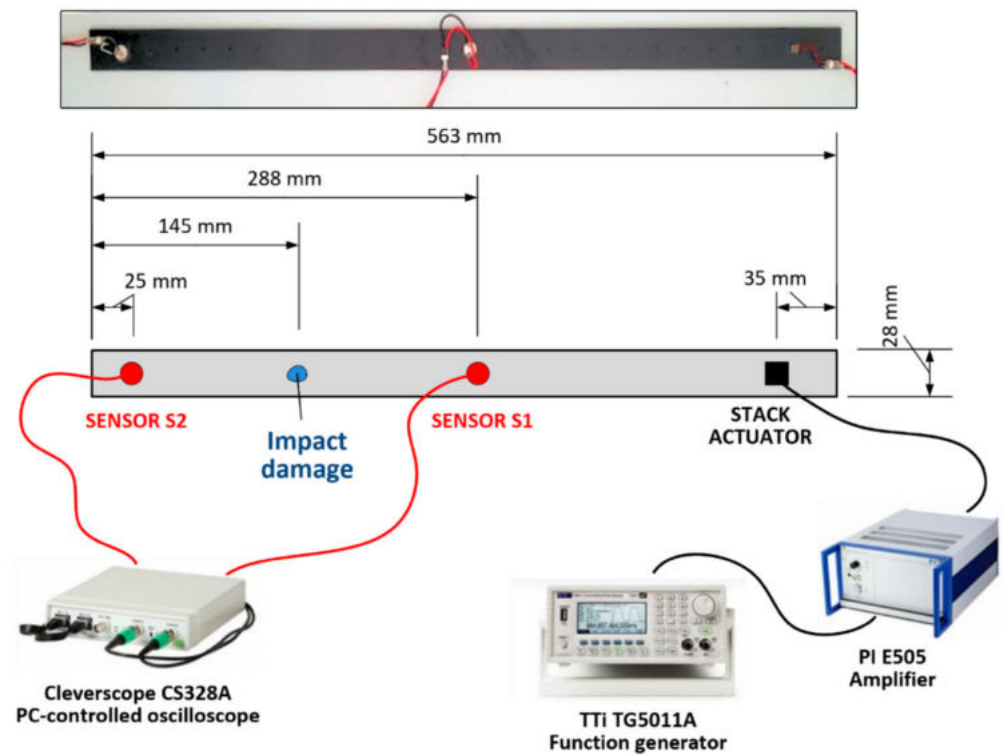 563 mm
288 mm
145 mm
25 mm
35 mm
28 mm
SENSOR S2
SENSOR S1
STACK
ACTUATOR
Impact
damage
Cleverscope CS328A
PC-controlled oscilloscope
TTi TG5011A
Function generator
PI E505
Amplifier